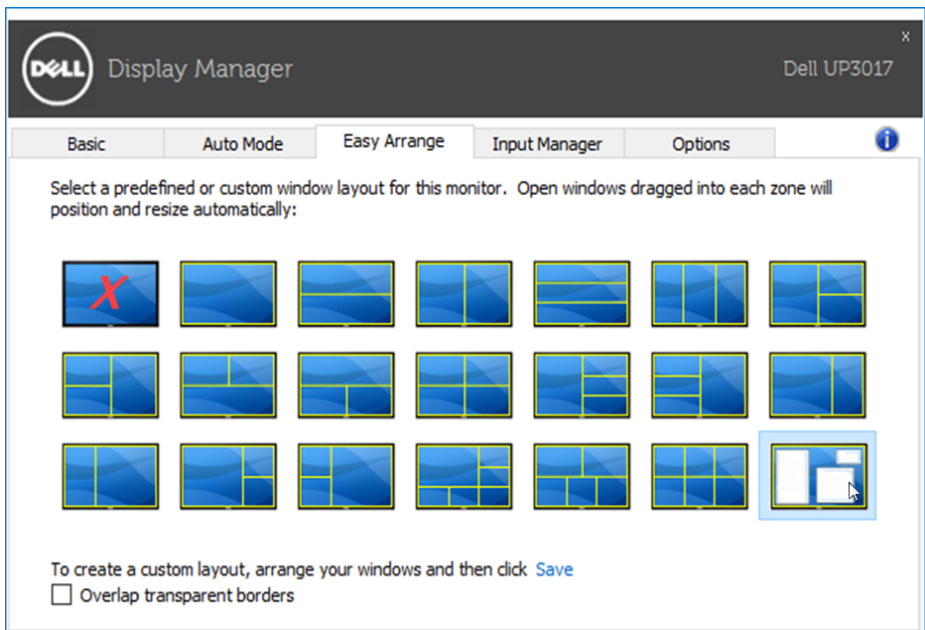 x
DELL
Display Manager
Dell UP3017
Basic
Auto Mode
Easy Arrange
Input Manager
Options
i
Select a predefined or custom window layout for this monitor.  Open windows dragged into each zone will
position and resize automatically:
X
To create a custom layout, arrange your windows and then click Save
Overlap transparent borders